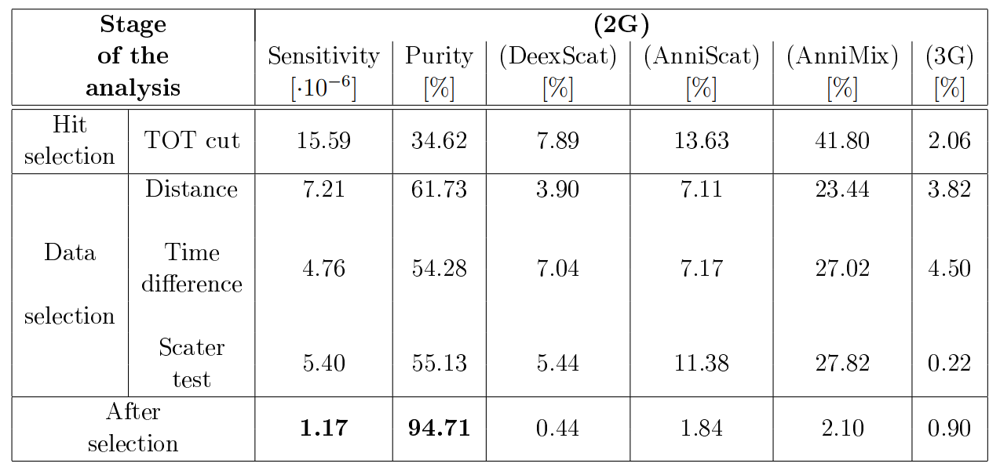 Stage of the analysis (2G)
Sensitivity Purity (DeexScat) (AnniScat) (AnniMix) (3G)
[·10⁻⁶] [%] [%] [%] [%] [%]
Hit selection TOT cut 15.59 34.62 7.89 13.63 41.80 2.06
Data selection Distance 7.21 61.73 3.90 7.11 23.44 3.82
Time difference 4.76 54.28 7.04 7.17 27.02 4.50
Scater test 5.40 55.13 5.44 11.38 27.82 0.22
After selection 1.17 94.71 0.44 1.84 2.10 0.90